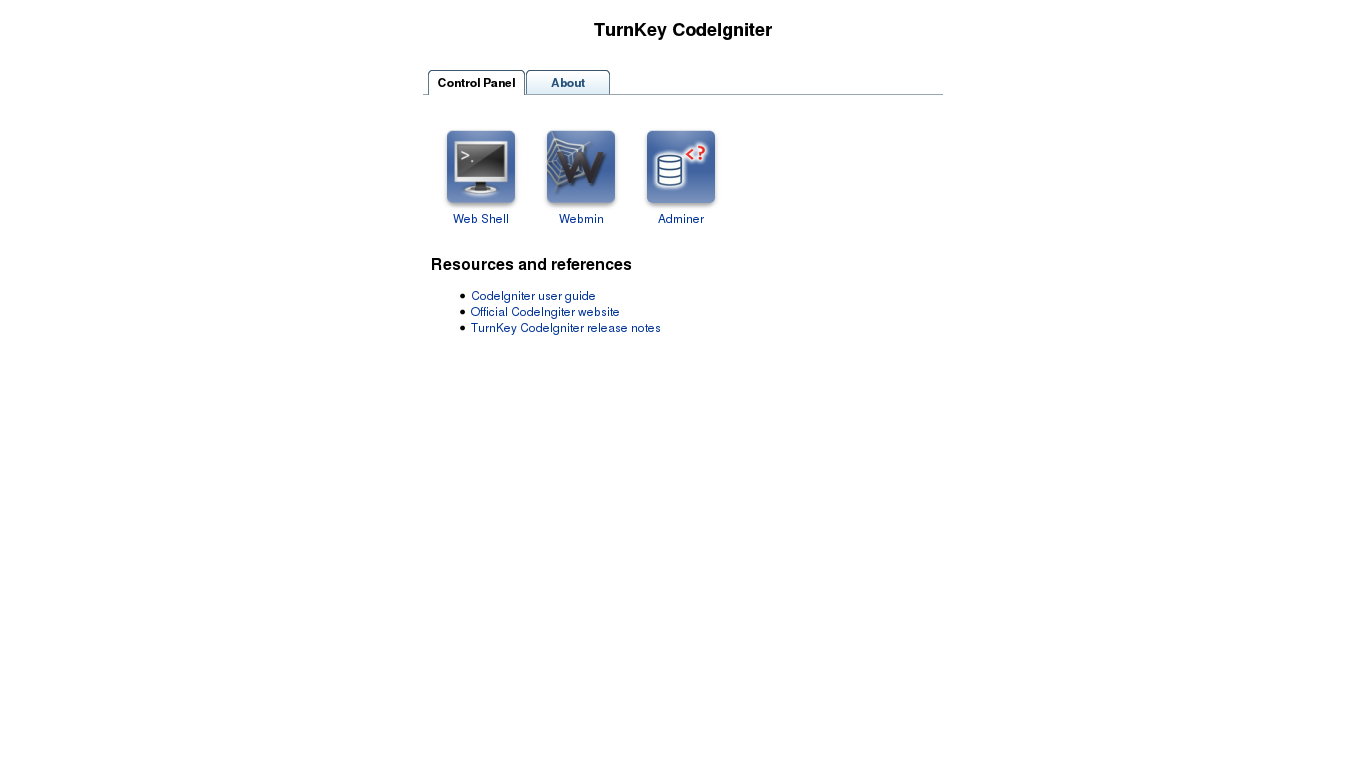 TurnKey CodeIgniter
Control Panel About
>.
W
<?
Web Shell Webmin Adminer
Resources and references
• CodeIgniter user guide
• Official CodeIngiter website
• TurnKey CodeIgniter release notes